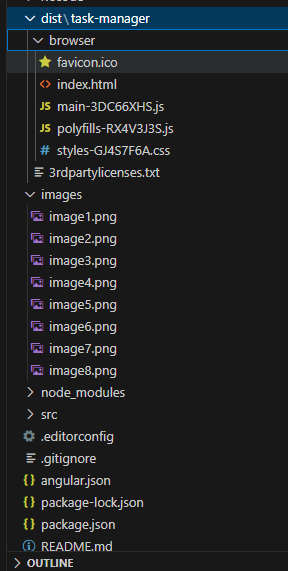 dist\task-manager
browser
favicon.ico
index.html
JS main-3DC66XHS.js
JS polyfills-RX4V3J3S.js
# styles-GJ4S7F6A.css
3rdpartylicenses.txt
images
image1.png
image2.png
image3.png
image4.png
image5.png
image6.png
image7.png
image8.png
node_modules
src
.editorconfig
.gitignore
{} angular.json
{} package-lock.json
{} package.json
README.md
OUTLINE